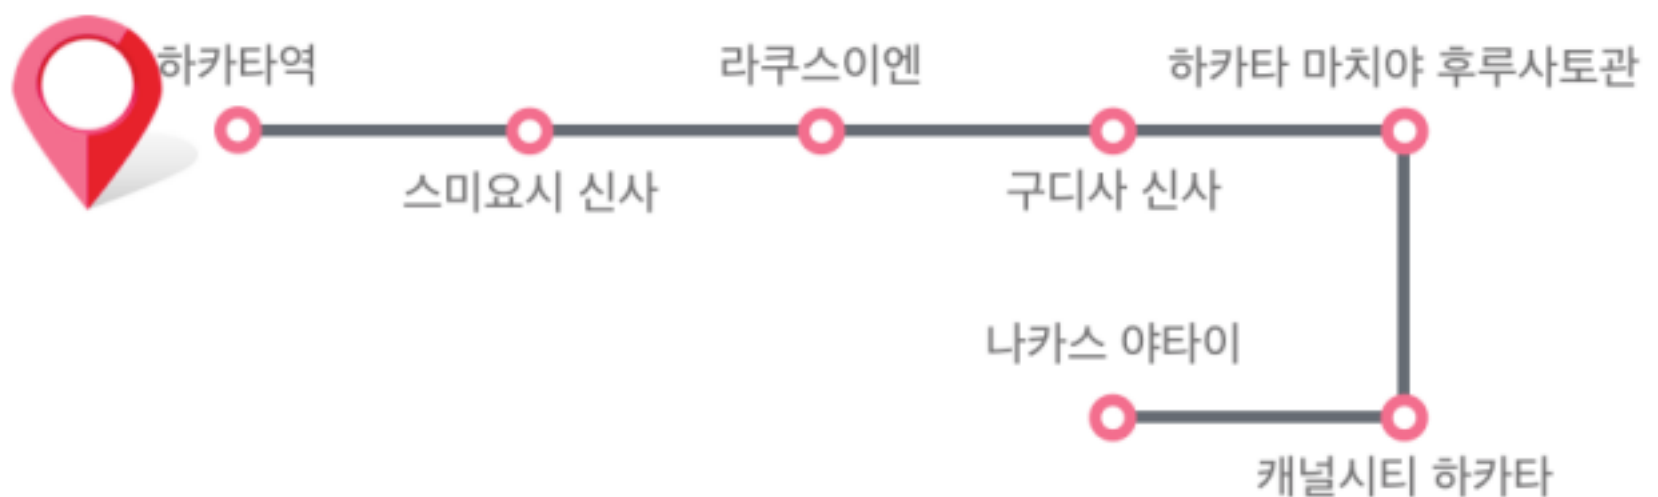 하카타역
스미요시 신사
라쿠스이엔
구디사 신사
하카타 마치야 후루사토관
캐널시티 하카타
나카스 야타이